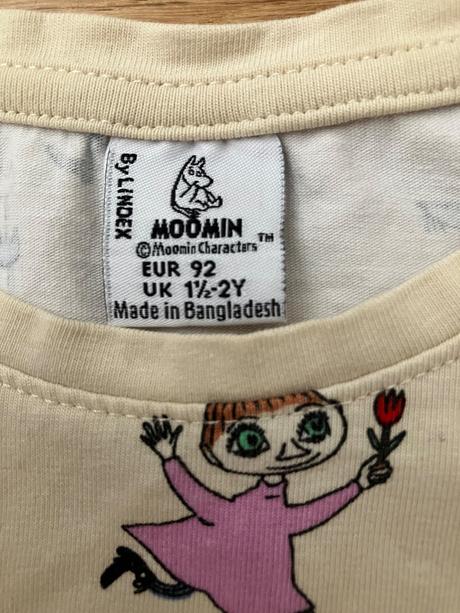 By LINDEX
MOOMIN
©Moomin Characters™
EUR 92
UK 1½-2Y
Made in Bangladesh